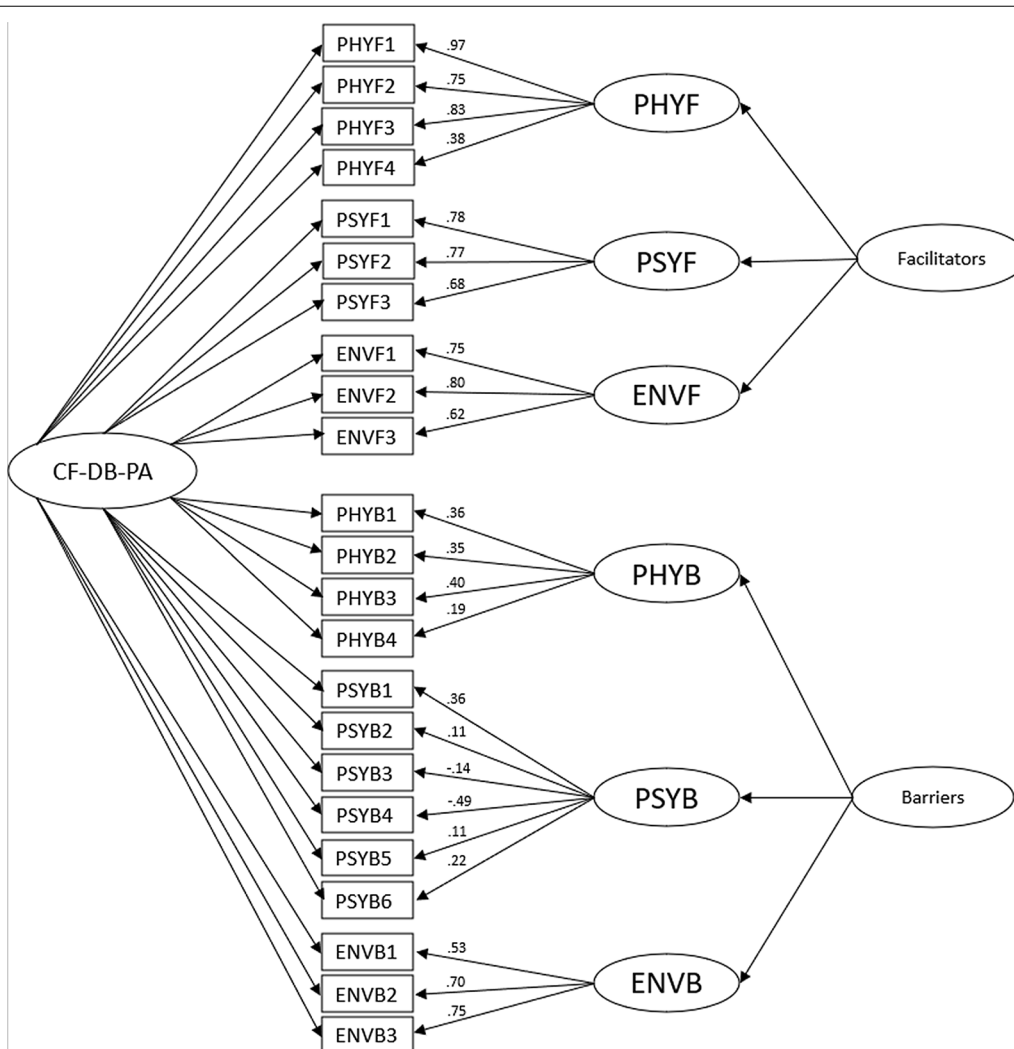 PHYF1
PHYF2
PHYF3
PHYF4
.97
.75
.83
.38
PHYF
PSYF1
PSYF2
PSYF3
.78
.77
.68
PSYF
Facilitators
ENVF1
ENVF2
ENVF3
.75
.80
.62
ENVF
CF-DB-PA
PHYB1
PHYB2
PHYB3
PHYB4
.36
.35
.40
.19
PHYB
PSYB1
PSYB2
PSYB3
PSYB4
PSYB5
PSYB6
.36
.11
-.14
-.49
.11
.22
PSYB
Barriers
ENVB1
ENVB2
ENVB3
.53
.70
.75
ENVB